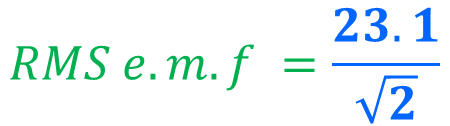 RMS e.m.f = 23.1/√2